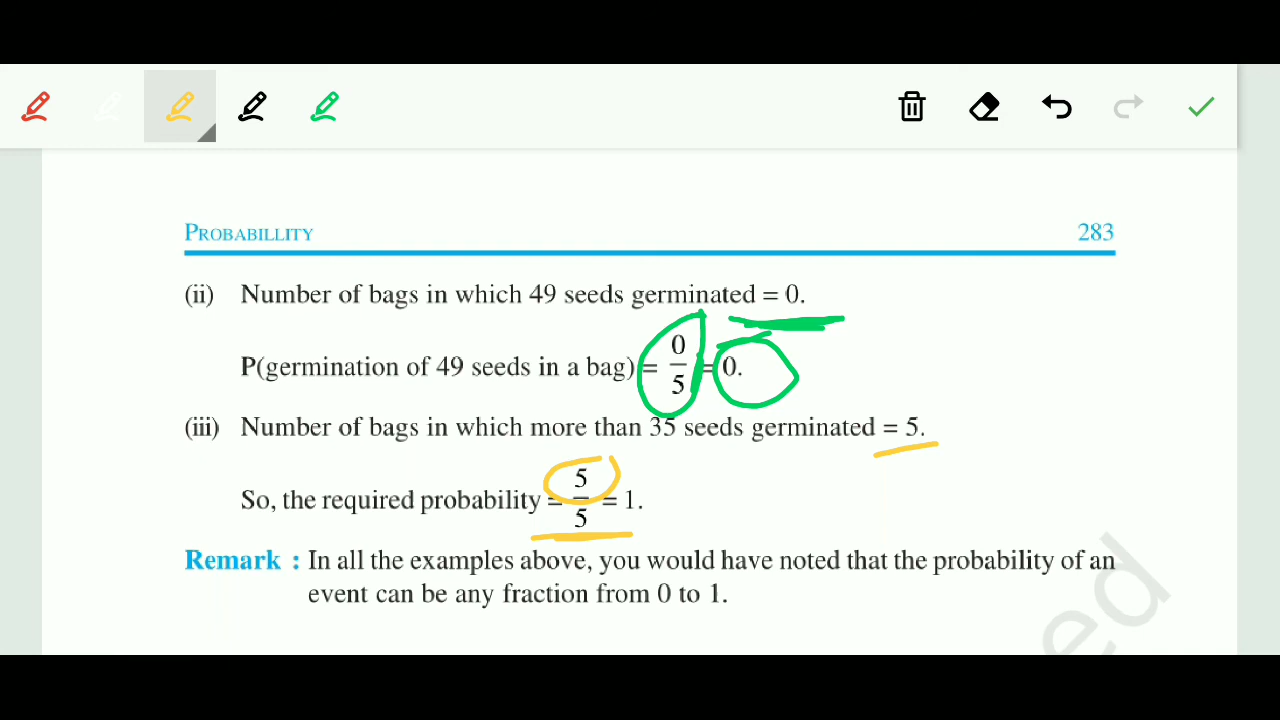 PROBABILLITY 283
(ii) Number of bags in which 49 seeds germinated = 0.
P(germination of 49 seeds in a bag) = 0/5 = 0.
(iii) Number of bags in which more than 35 seeds germinated = 5.
So, the required probability = 5/5 = 1.
Remark : In all the examples above, you would have noted that the probability of an
event can be any fraction from 0 to 1.
ed